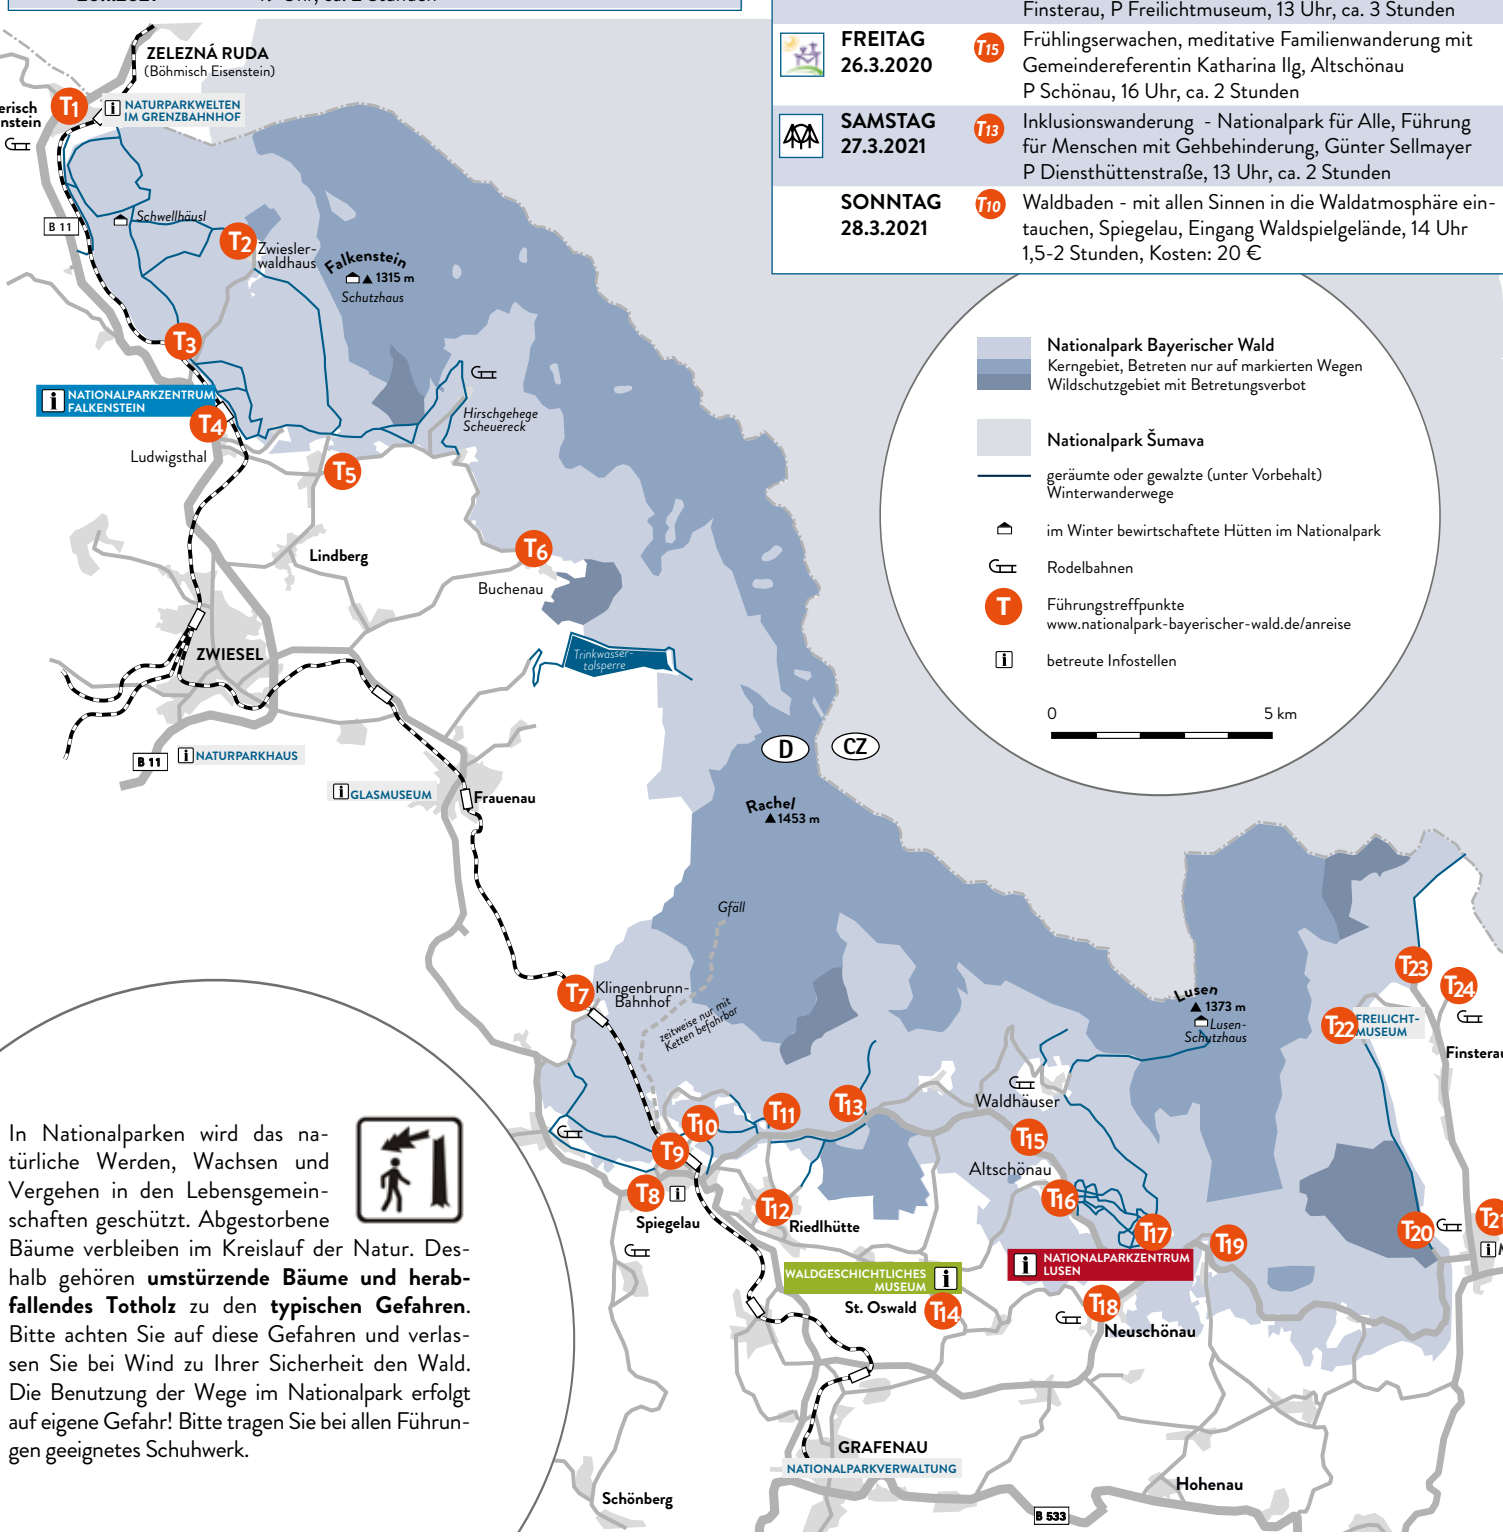 Finsterau, P Freilichtmuseum, 13 Uhr, ca. 3 Stunden
FREITAG
26.3.2020
T15
Frühlingserwachen, meditative Familienwanderung mit
Gemeindereferentin Katharina Ilg, Altschönau
P Schönau, 16 Uhr, ca. 2 Stunden
SAMSTAG
27.3.2021
T13
Inklusionswanderung - Nationalpark für Alle, Führung
für Menschen mit Gehbehinderung, Günter Sellmayer
P Diensthüttenstraße, 13 Uhr, ca. 2 Stunden
SONNTAG
28.3.2021
T10
Waldbaden - mit allen Sinnen in die Waldatmosphäre ein-
tauchen, Spiegelau, Eingang Waldspielgelände, 14 Uhr
1,5-2 Stunden, Kosten: 20 €
ZELEZNÁ RUDA
(Böhmisch Eisenstein)
erisch
nstein
T1
i NATURPARKWELTEN
IM GRENZBAHNHOF
B 11
Schwellhäusl
T2
Zwiesler-
waldhaus
Falkenstein
1315 m
Schutzhaus
T3
i NATIONALPARKZENTRUM
FALKENSTEIN
T4
Ludwigsthal
T5
Hirschgehege
Scheuereck
Lindberg
T6
Buchenau
ZWIESEL
Trinkwasser-
talsperre
B 11
i NATURPARKHAUS
i GLASMUSEUM
Frauenau
D
CZ
Rachel
1453 m
Nationalpark Bayerischer Wald
Kerngebiet, Betreten nur auf markierten Wegen
Wildschutzgebiet mit Betretungsverbot
Nationalpark Šumava
geräumte oder gewalzte (unter Vorbehalt)
Winterwanderwege
im Winter bewirtschaftete Hütten im Nationalpark
Rodelbahnen
T
Führungstreffpunkte
www.nationalpark-bayerischer-wald.de/anreise
i
betreute Infostellen
0
5 km
Gfäll
zeitweise nur mit
Ketten befahrbar
T7
Klingenbrunn-
Bahnhof
Lusen
1373 m
Lusen-
Schutzhaus
T23
T24
T22
FREILICHT-
MUSEUM
Finsterau
Waldhäuser
T13
T11
T10
T9
T8
i
Spiegelau
T12
Riedlhütte
T15
Altschönau
T16
T17
T19
T20
T21
i
i NATIONALPARKZENTRUM
LUSEN
WALDGESCHICHTLICHES
MUSEUM
i
St. Oswald
T14
T18
Neuschönau
GRAFENAU
NATIONALPARKVERWALTUNG
Hohenau
Schönberg
B 533
In Nationalparken wird das na-
türliche Werden, Wachsen und
Vergehen in den Lebensgemein-
schaften geschützt. Abgestorbene
Bäume verbleiben im Kreislauf der Natur. Des-
halb gehören umstürzende Bäume und herab-
fallendes Totholz zu den typischen Gefahren.
Bitte achten Sie auf diese Gefahren und verlas-
sen Sie bei Wind zu Ihrer Sicherheit den Wald.
Die Benutzung der Wege im Nationalpark erfolgt
auf eigene Gefahr! Bitte tragen Sie bei allen Führun-
gen geeignetes Schuhwerk.